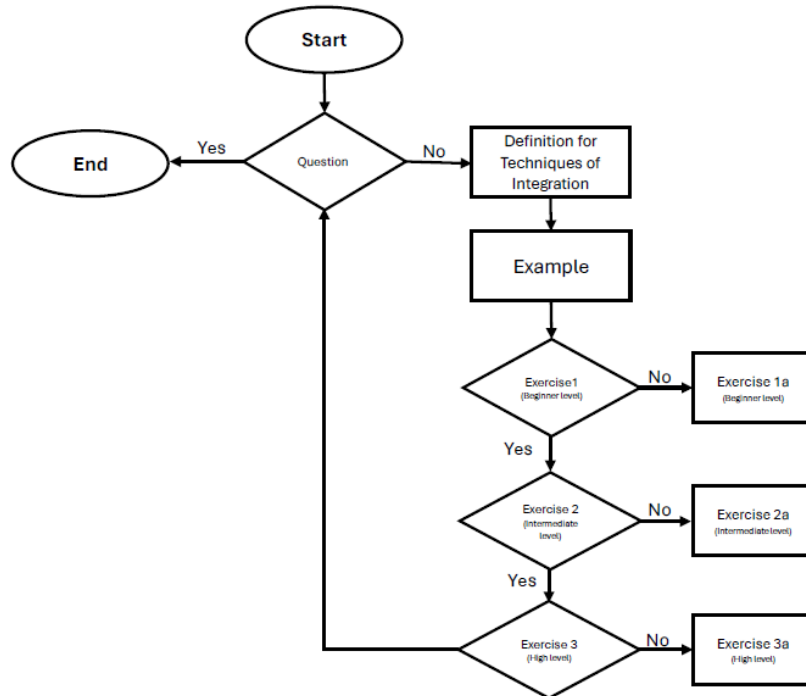 Start
Yes
End
Question
No
Definition for
Techniques of
Integration
Example
Exercise1
(Beginner level)
No
Exercise 1a
(Beginner level)
Yes
Exercise 2
(Intermediate
level)
No
Exercise 2a
(Intermediate level)
Yes
Exercise 3
(High level)
No
Exercise 3a
(High level)